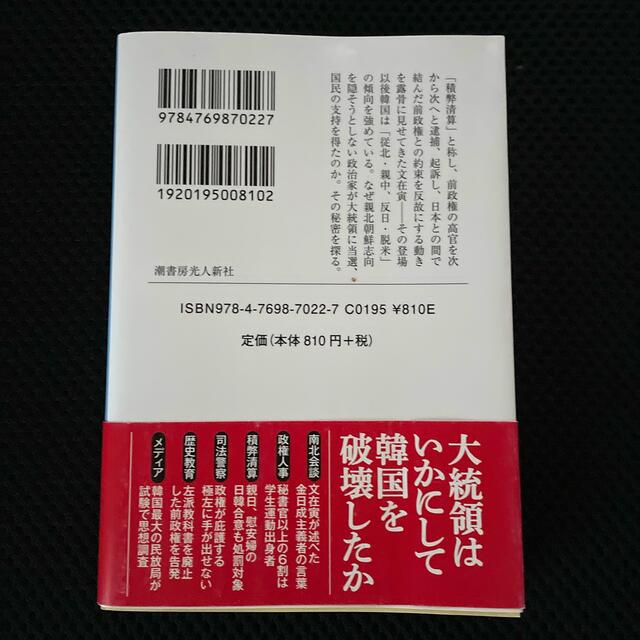 9784769870227
1920195008102
潮書房光人新社
「積弊清算」と称し、前政権の高官を次
から次へと逮捕、起訴し、日本との間で
結んだ前政権との約束を反故にする動き
を露骨に見せてきた文在寅――その登場
以後韓国は「従北・親中、反日・脱米」
の傾向を強めている。なぜ親北朝鮮志向
を隠そうとしない政治家が大統領に当選、
国民の支持を得たのか。その秘密を探る。
ISBN978-4-7698-7022-7 C0195 ¥810E
定価(本体810円+税)
大統領は
いかにして
韓国を
破壊したか
南北会談 文在寅が述べた
金日成主義者の言葉
政権人事 秘書官以上の6割は
学生運動出身者
積弊清算 親日、慰安婦の
日韓合意も処罰対象
司法警察 政権が庇護する
極左に手が出せない
歴史教育 左派教科書を廃止
した前政権を告発
メディア 韓国最大の民放局が
試験で思想調査